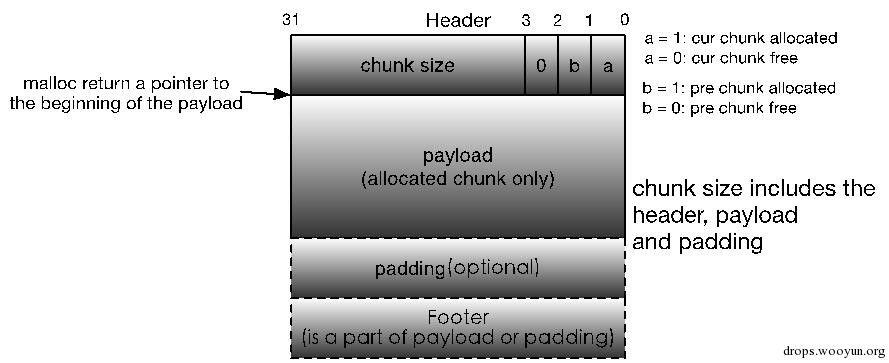 31 Header 3 2 1 0
chunk size 0 b a
a = 1: cur chunk allocated
a = 0: cur chunk free
b = 1: pre chunk allocated
b = 0: pre chunk free
malloc return a pointer to
the beginning of the payload
payload
(allocated chunk only)
chunk size includes the
header, payload
and padding
padding(optional)
Footer
(is a part of payload or padding)
drops.wooyun.org